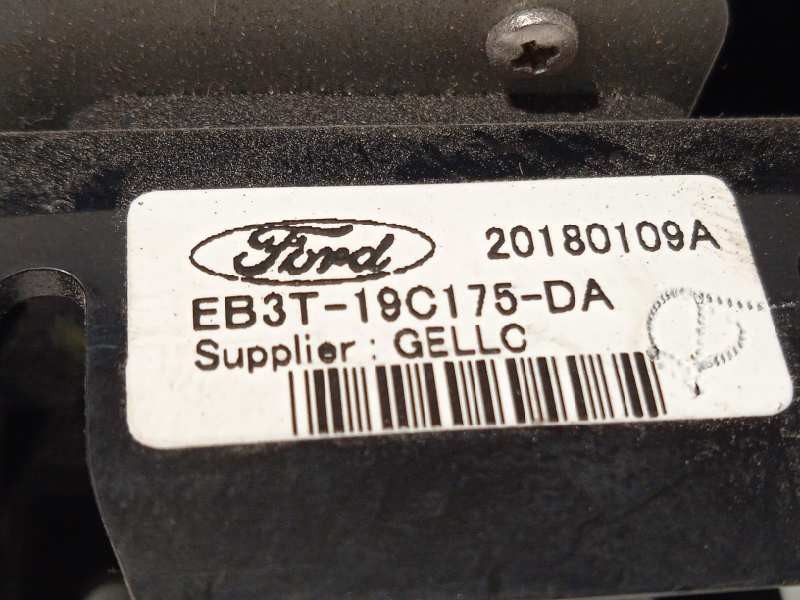 Ford 20180109A
EB3T-19C175-DA
Supplier : GELLC